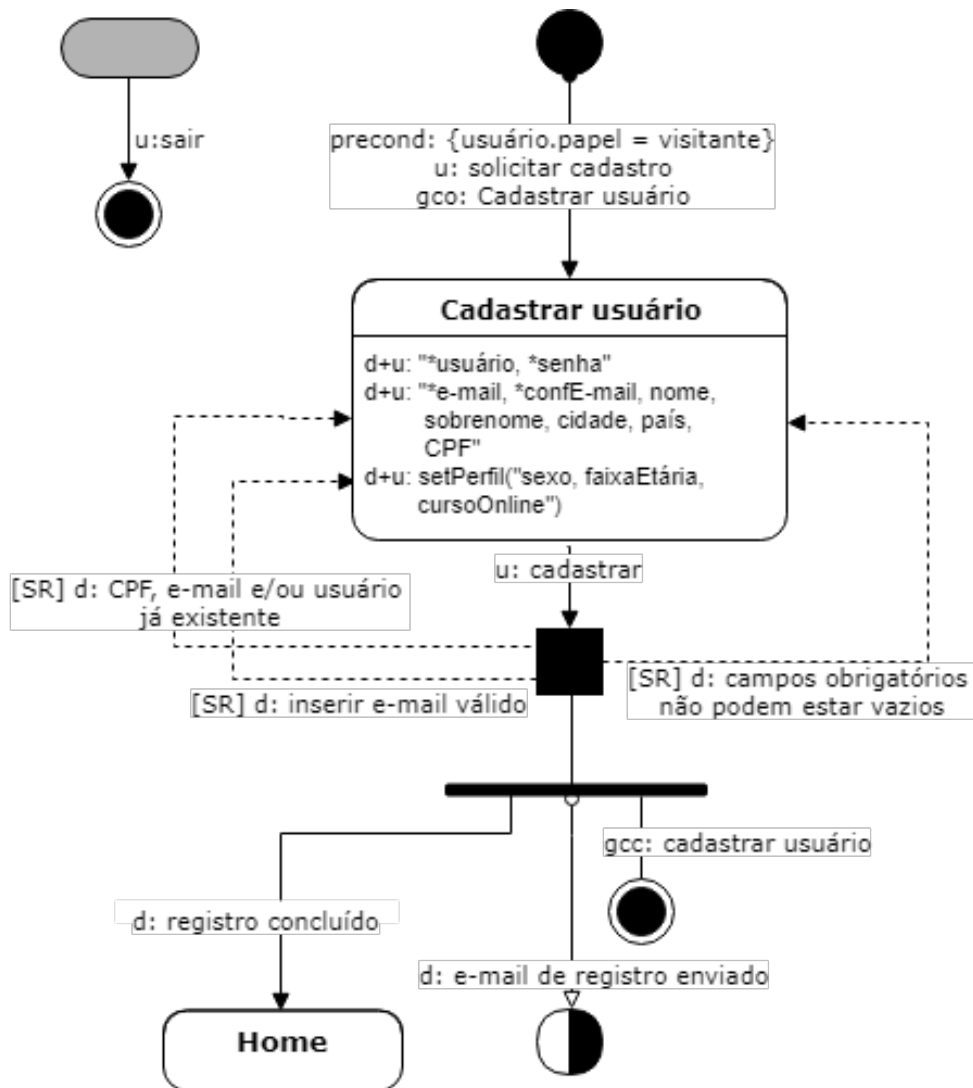 u:sair
precond: {usuário.papel = visitante}
u: solicitar cadastro
gco: Cadastrar usuário
Cadastrar usuário
d+u: "*usuário, *senha"
d+u: "*e-mail, *confE-mail, nome,
sobrenome, cidade, país,
CPF"
d+u: setPerfil("sexo, faixaEtária,
cursoOnline")
u: cadastrar
[SR] d: CPF, e-mail e/ou usuário
já existente
[SR] d: inserir e-mail válido
[SR] d: campos obrigatórios
não podem estar vazios
gcc: cadastrar usuário
d: registro concluído
d: e-mail de registro enviado
Home